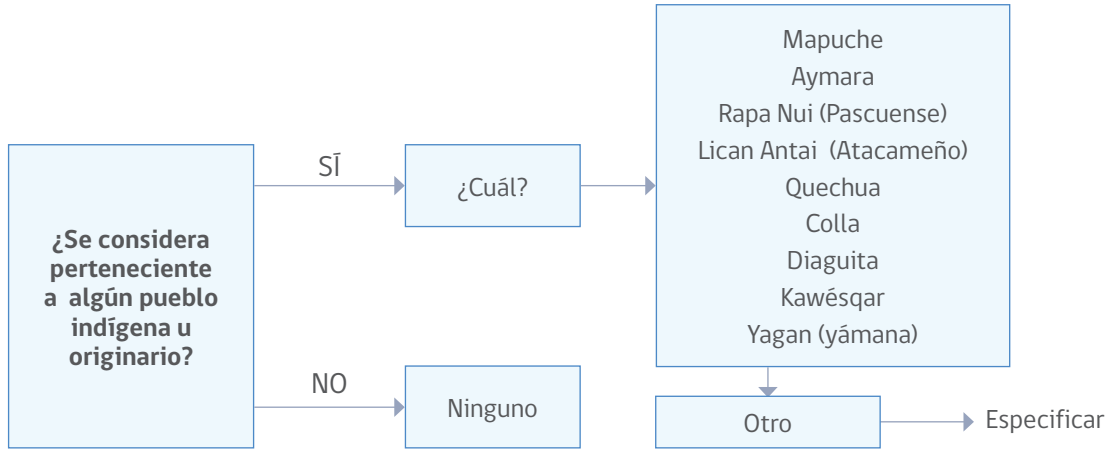 ¿Se considera
perteneciente
a algún pueblo
indígena u
originario?
SÍ
¿Cuál?
Mapuche
Aymara
Rapa Nui (Pascuense)
Lican Antai (Atacameño)
Quechua
Colla
Diaguita
Kawésqar
Yagan (yámana)
NO
Ninguno
Otro
Especificar